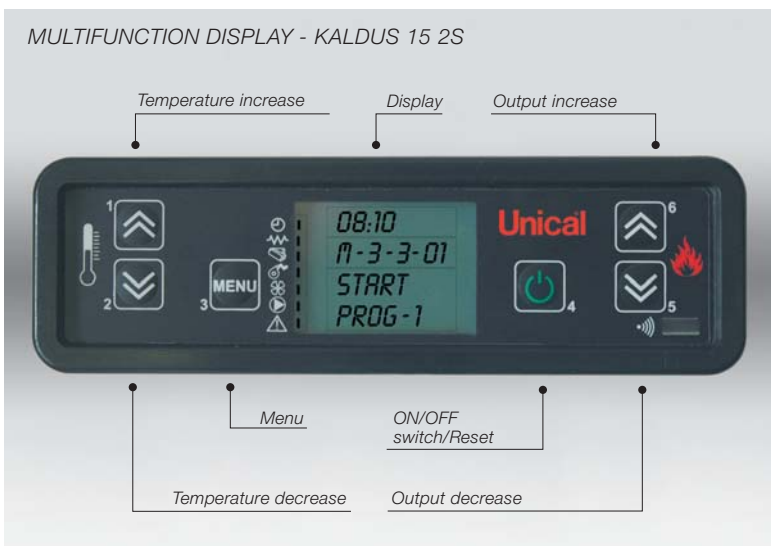 MULTIFUNCTION DISPLAY - KALDUS 15 2S
Temperature increase
Display
Output increase
1
6
08:10
Unical
M-3-3-01
MENU
START
2
3
4
5
PROG-1
Menu
ON/OFF
switch/Reset
Temperature decrease
Output decrease